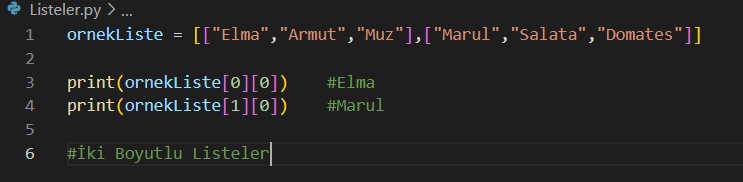 Listeler.py > ...
1 ornekListe = [["Elma","Armut","Muz"],["Marul","Salata","Domates"]]
2
3 print(ornekListe[0][0])    #Elma
4 print(ornekListe[1][0])    #Marul
5
6 #İki Boyutlu Listeler